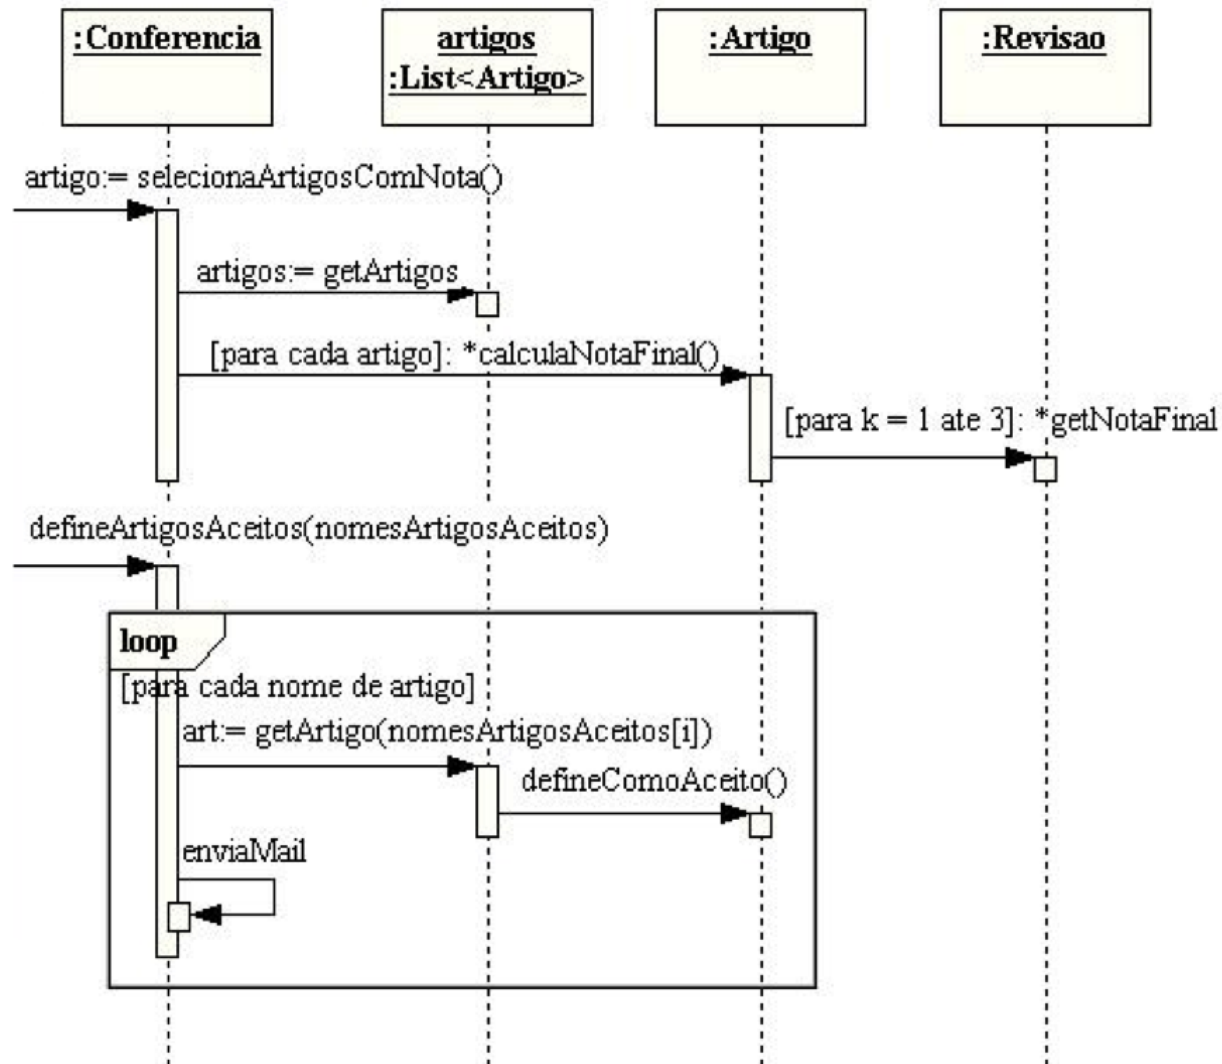 :Conferencia
artigos
:List<Artigo>
:Artigo
:Revisao
artigo:= selecionaArtigosComNota()
artigos:= getArtigos
[para cada artigo]: *calculaNotaFinal()
[para k = 1 ate 3]: *getNotaFinal
defineArtigosAceitos(nomesArtigosAceitos)
loop
[para cada nome de artigo]
art:= getArtigo(nomesArtigosAceitos[i])
defineComoAceito()
enviaMail